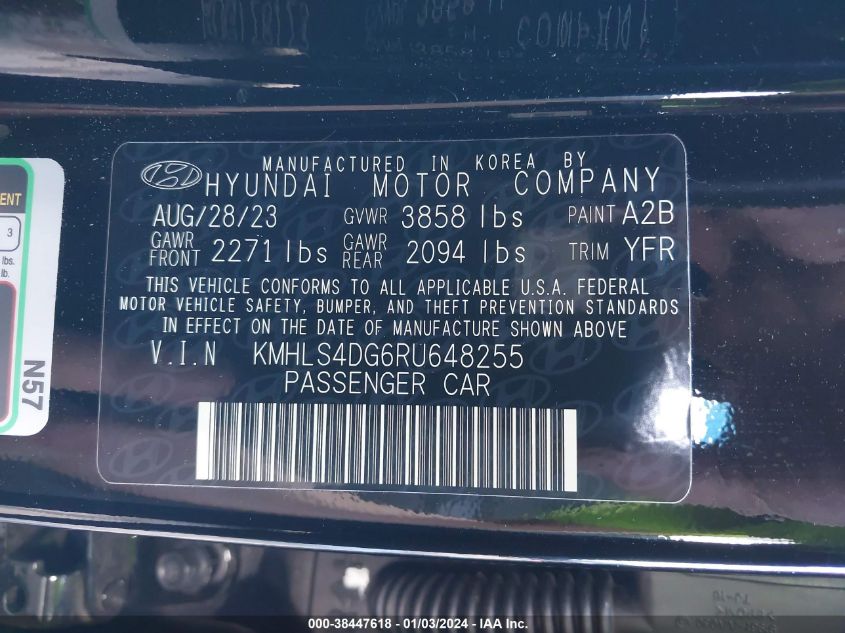 MANUFACTURED IN KOREA BY
HYUNDAI MOTOR COMPANY
AUG/28/23 GVWR 3858 lbs PAINT A2B
GAWR FRONT 2271 lbs GAWR REAR 2094 lbs TRIM YFR
THIS VEHICLE CONFORMS TO ALL APPLICABLE U.S.A. FEDERAL
MOTOR VEHICLE SAFETY, BUMPER, AND THEFT PREVENTION STANDARDS
IN EFFECT ON THE DATE OF MANUFACTURE SHOWN ABOVE
V.I.N KMHLS4DG6RU648255
PASSENGER CAR
3
lbs.
lb.
N57
000-38447618 - 01/03/2024 - © IAA, Inc.